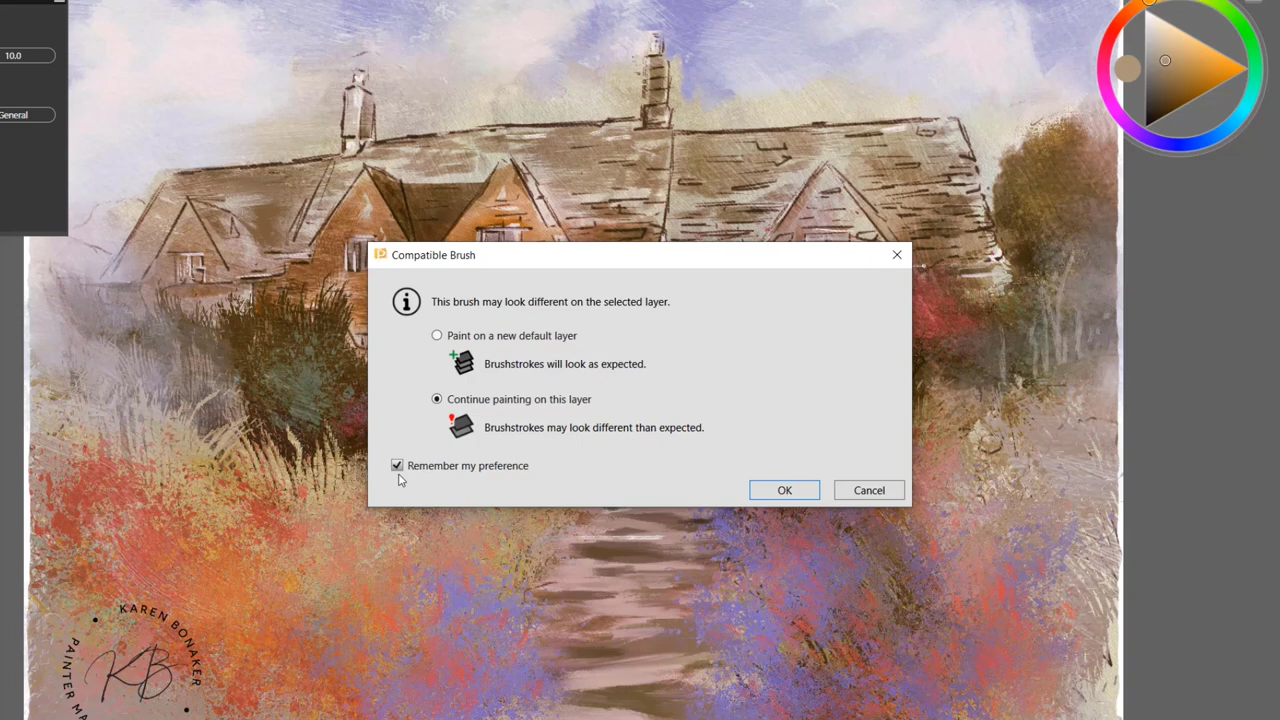 10.0
General
Compatible Brush
This brush may look different on the selected layer.
Paint on a new default layer
Brushstrokes will look as expected.
Continue painting on this layer
Brushstrokes may look different than expected.
Remember my preference
OK
Cancel
KAREN BONAKER
KB
PAINTER MA